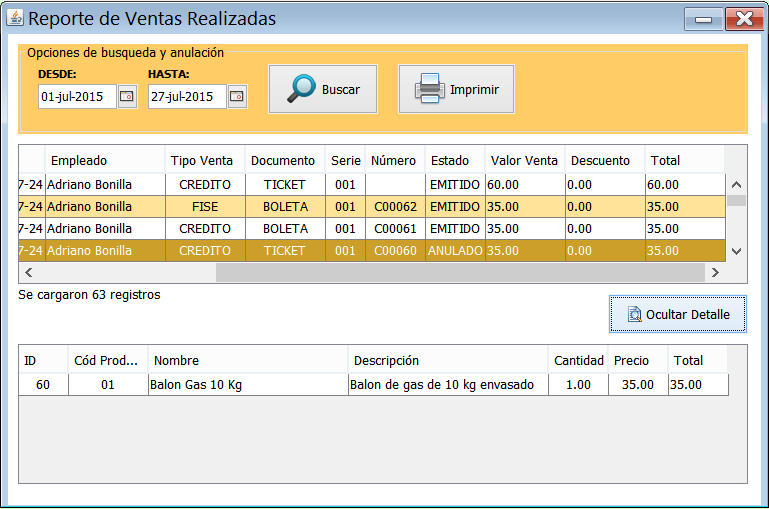 Reporte de Ventas Realizadas
Opciones de busqueda y anulación
DESDE: HASTA:
01-jul-2015 27-jul-2015 Buscar Imprimir
Empleado Tipo Venta Documento Serie Número Estado Valor Venta Descuento Total
7-24 Adriano Bonilla CREDITO TICKET 001 EMITIDO 60.00 0.00 60.00
7-24 Adriano Bonilla FISE BOLETA 001 C00062 EMITIDO 35.00 0.00 35.00
7-24 Adriano Bonilla CREDITO BOLETA 001 C00061 EMITIDO 35.00 0.00 35.00
7-24 Adriano Bonilla CREDITO TICKET 001 C00060 ANULADO 35.00 0.00 35.00
Se cargaron 63 registros
Ocultar Detalle
ID Cód Prod... Nombre Descripción Cantidad Precio Total
60 01 Balon Gas 10 Kg Balon de gas de 10 kg envasado 1.00 35.00 35.00